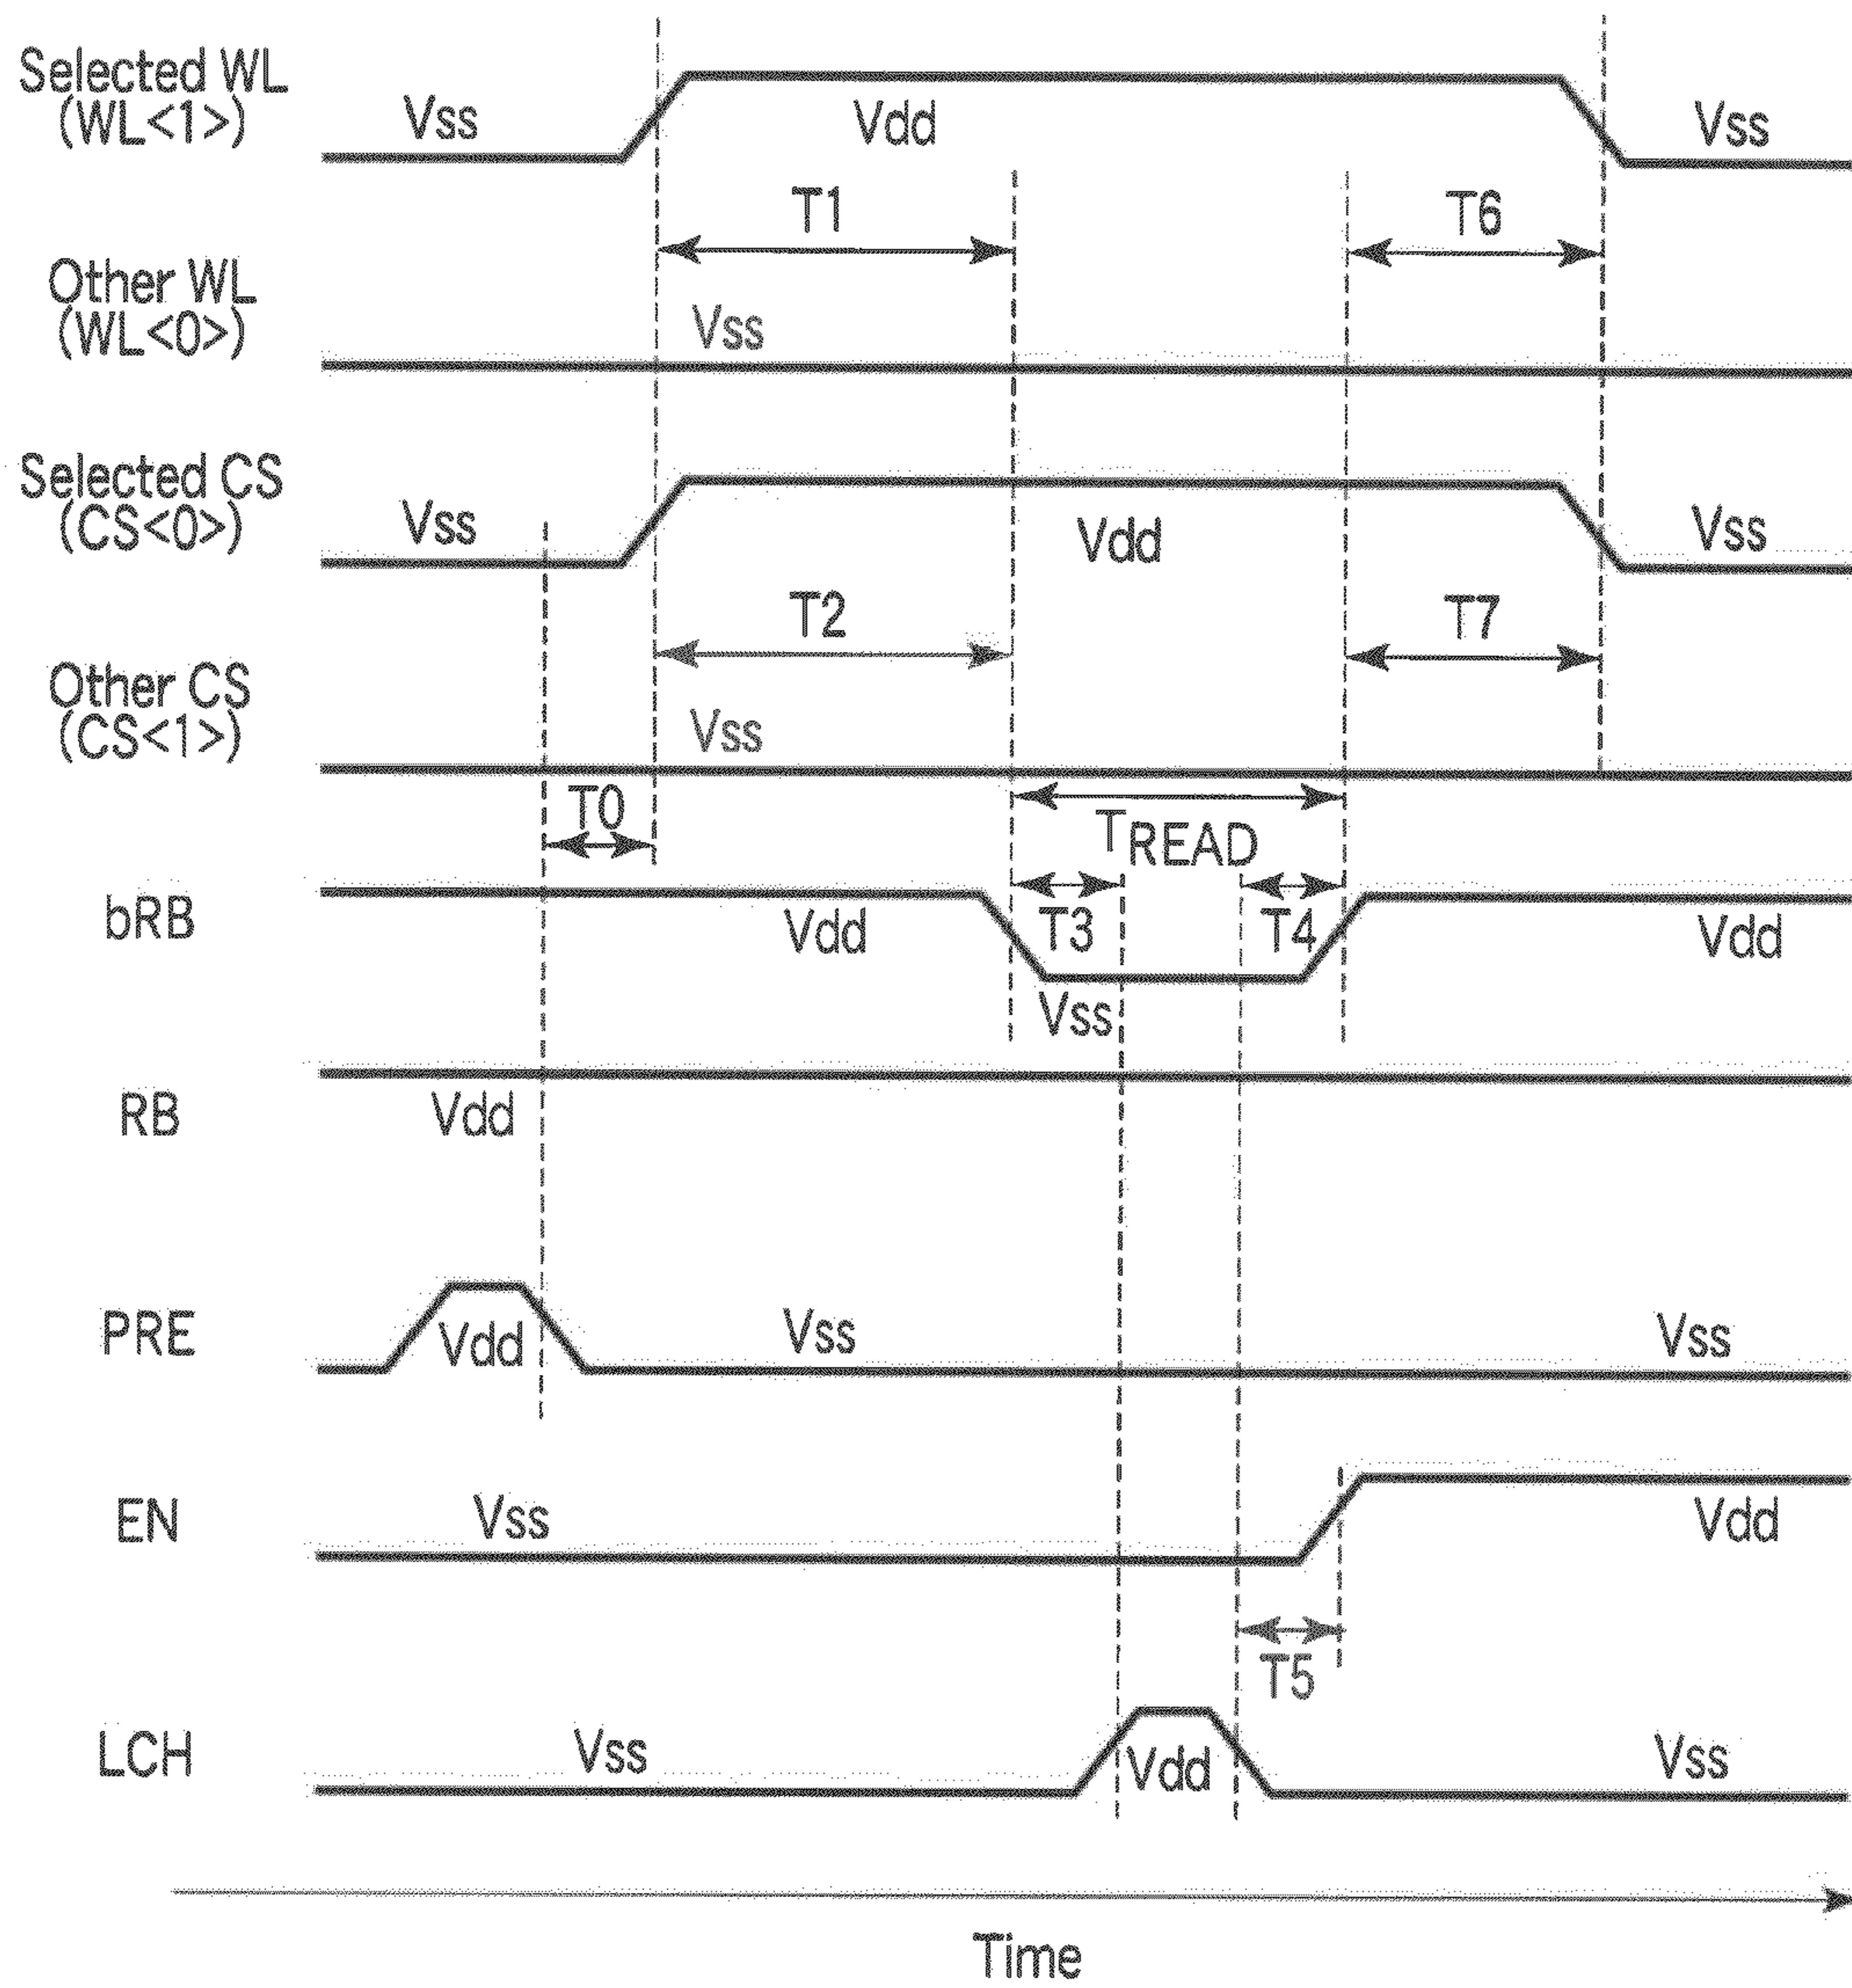 Selected WL
(WL<1>)
Vss
Vdd
Vss
T1
T6
Other WL
(WL<0>)
Vss
Selected CS
(CS<0>)
Vss
Vdd
Vss
T2
T7
Other CS
(CS<1>)
Vss
T0
TREAD
bRB
Vdd
T3
T4
Vdd
Vss
RB
Vdd
PRE
Vdd
Vss
Vss
EN
Vss
Vdd
T5
LCH
Vss
Vdd
Vss
Time